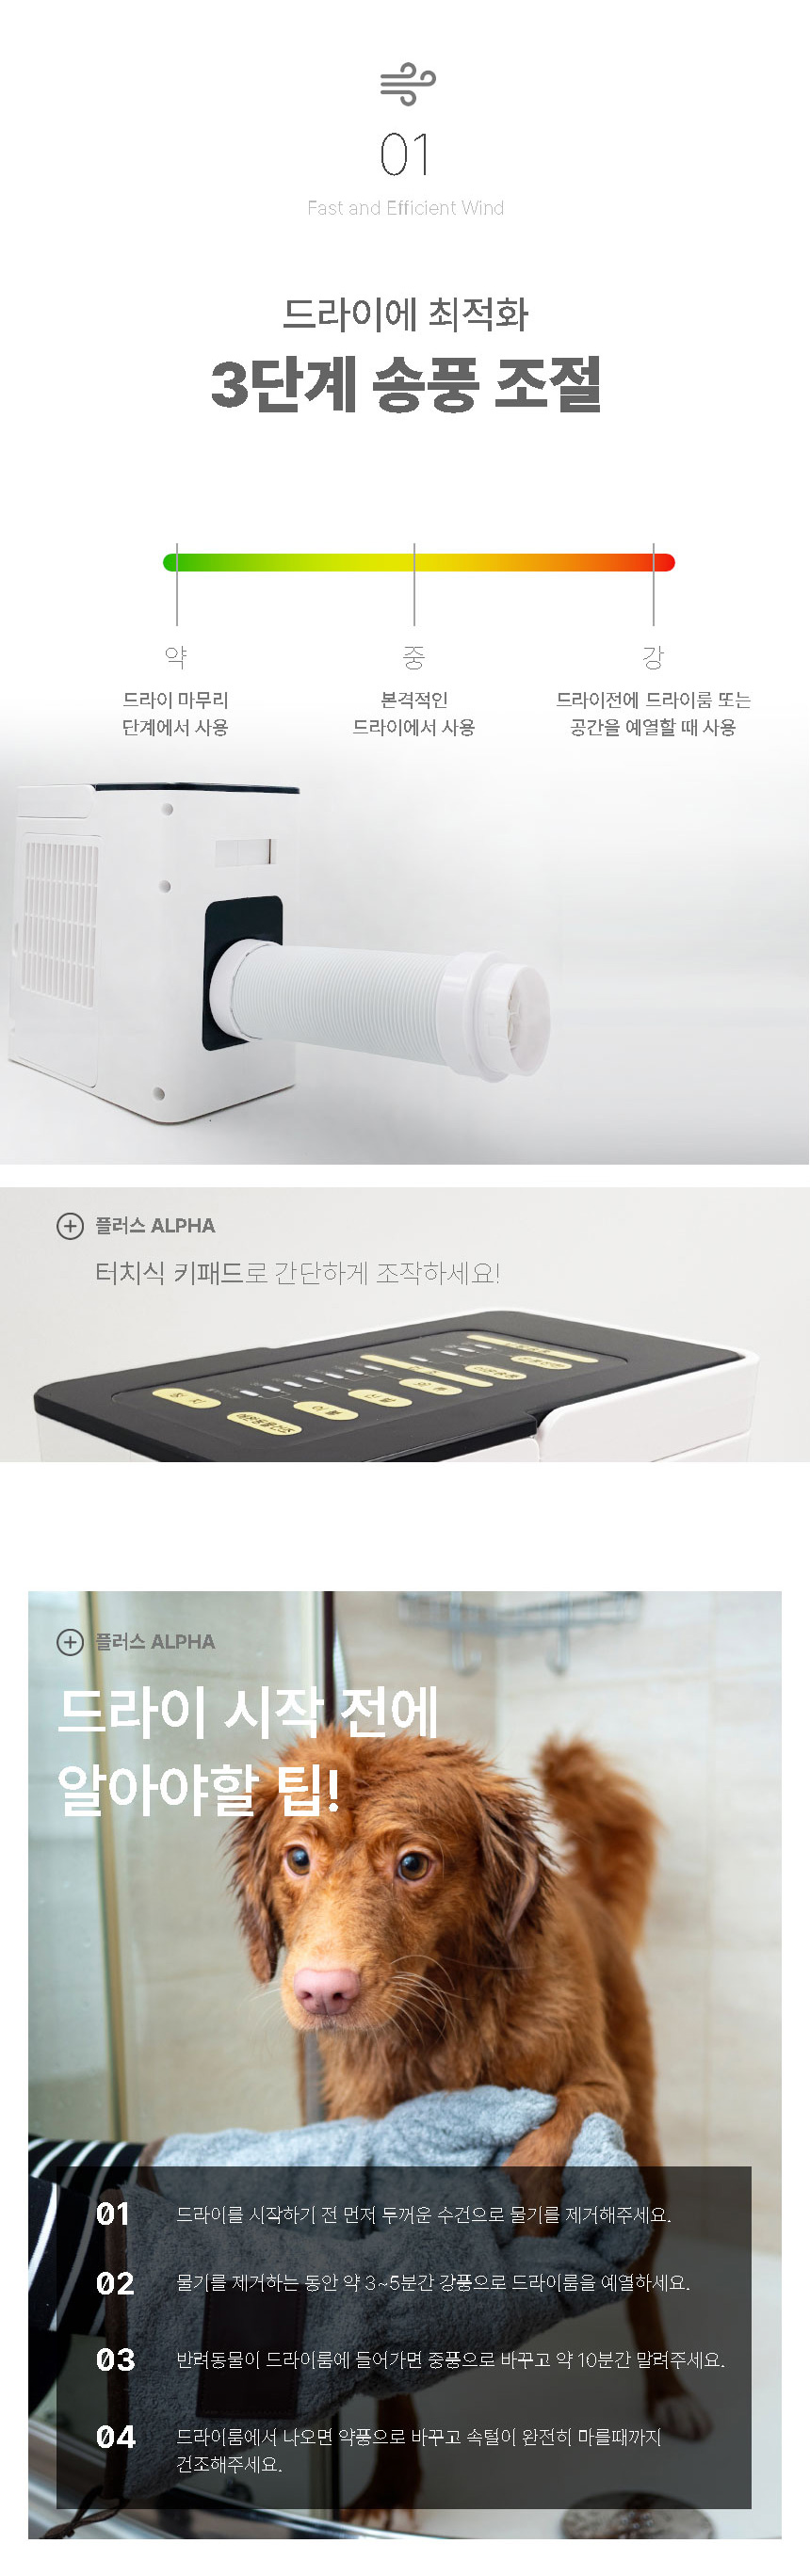 01
Fast and Efficient Wind
드라이에 최적화
3단계 송풍 조절
약
중
강
드라이 마무리
단계에서 사용
본격적인
드라이에서 사용
드라이전에 드라이룸 또는
공간을 예열할 때 사용
플러스 ALPHA
터치식 키패드로 간단하게 조작하세요!
플러스 ALPHA
드라이 시작 전에
알아야할 팁!
01 드라이를 시작하기 전 먼저 두꺼운 수건으로 물기를 제거해주세요.
02 물기를 제거하는 동안 약 3~5분간 강풍으로 드라이룸을 예열하세요.
03 반려동물이 드라이룸에 들어가면 중풍으로 바꾸고 약 10분간 말려주세요.
04 드라이룸에서 나오면 약풍으로 바꾸고 속털이 완전히 마를때까지
건조해주세요.